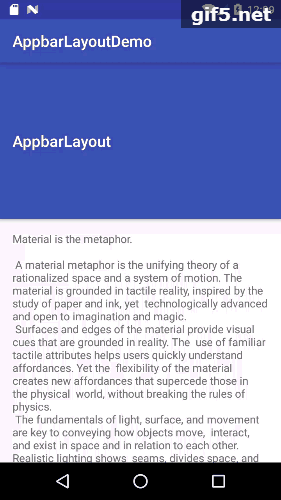 gif5.net
AppbarLayoutDemo
AppbarLayout
Material is the metaphor.
A material metaphor is the unifying theory of a
rationalized space and a system of motion. The
material is grounded in tactile reality, inspired by the
study of paper and ink, yet technologically advanced
and open to imagination and magic.
Surfaces and edges of the material provide visual
cues that are grounded in reality. The use of familiar
tactile attributes helps users quickly understand
affordances. Yet the flexibility of the material
creates new affordances that supercede those in
the physical world, without breaking the rules of
physics.
The fundamentals of light, surface, and movement
are key to conveying how objects move, interact,
and exist in space and in relation to each other.
Realistic lighting shows seams, divides space, and